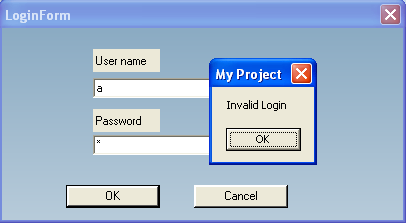 LoginForm
User name
a
Password
*
My Project
Invalid Login
OK
OK
Cancel